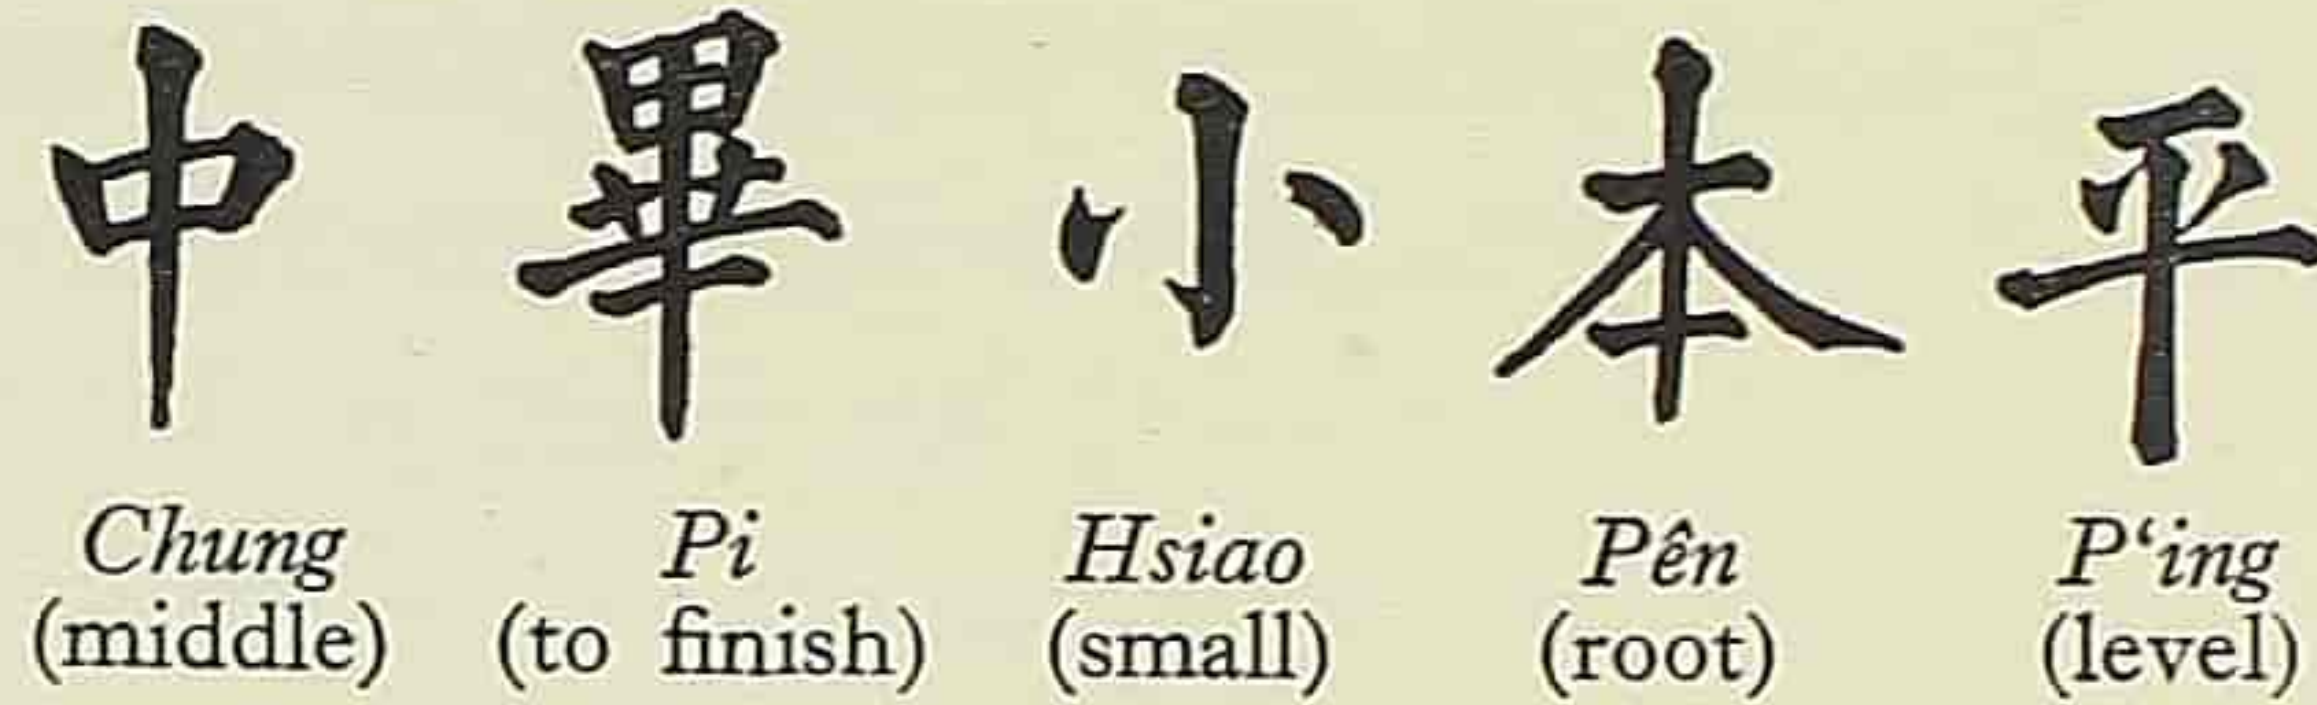 中 畢 小 本 平
Chung Pi Hsiao Pên P‘ing
(middle) (to finish) (small) (root) (level)